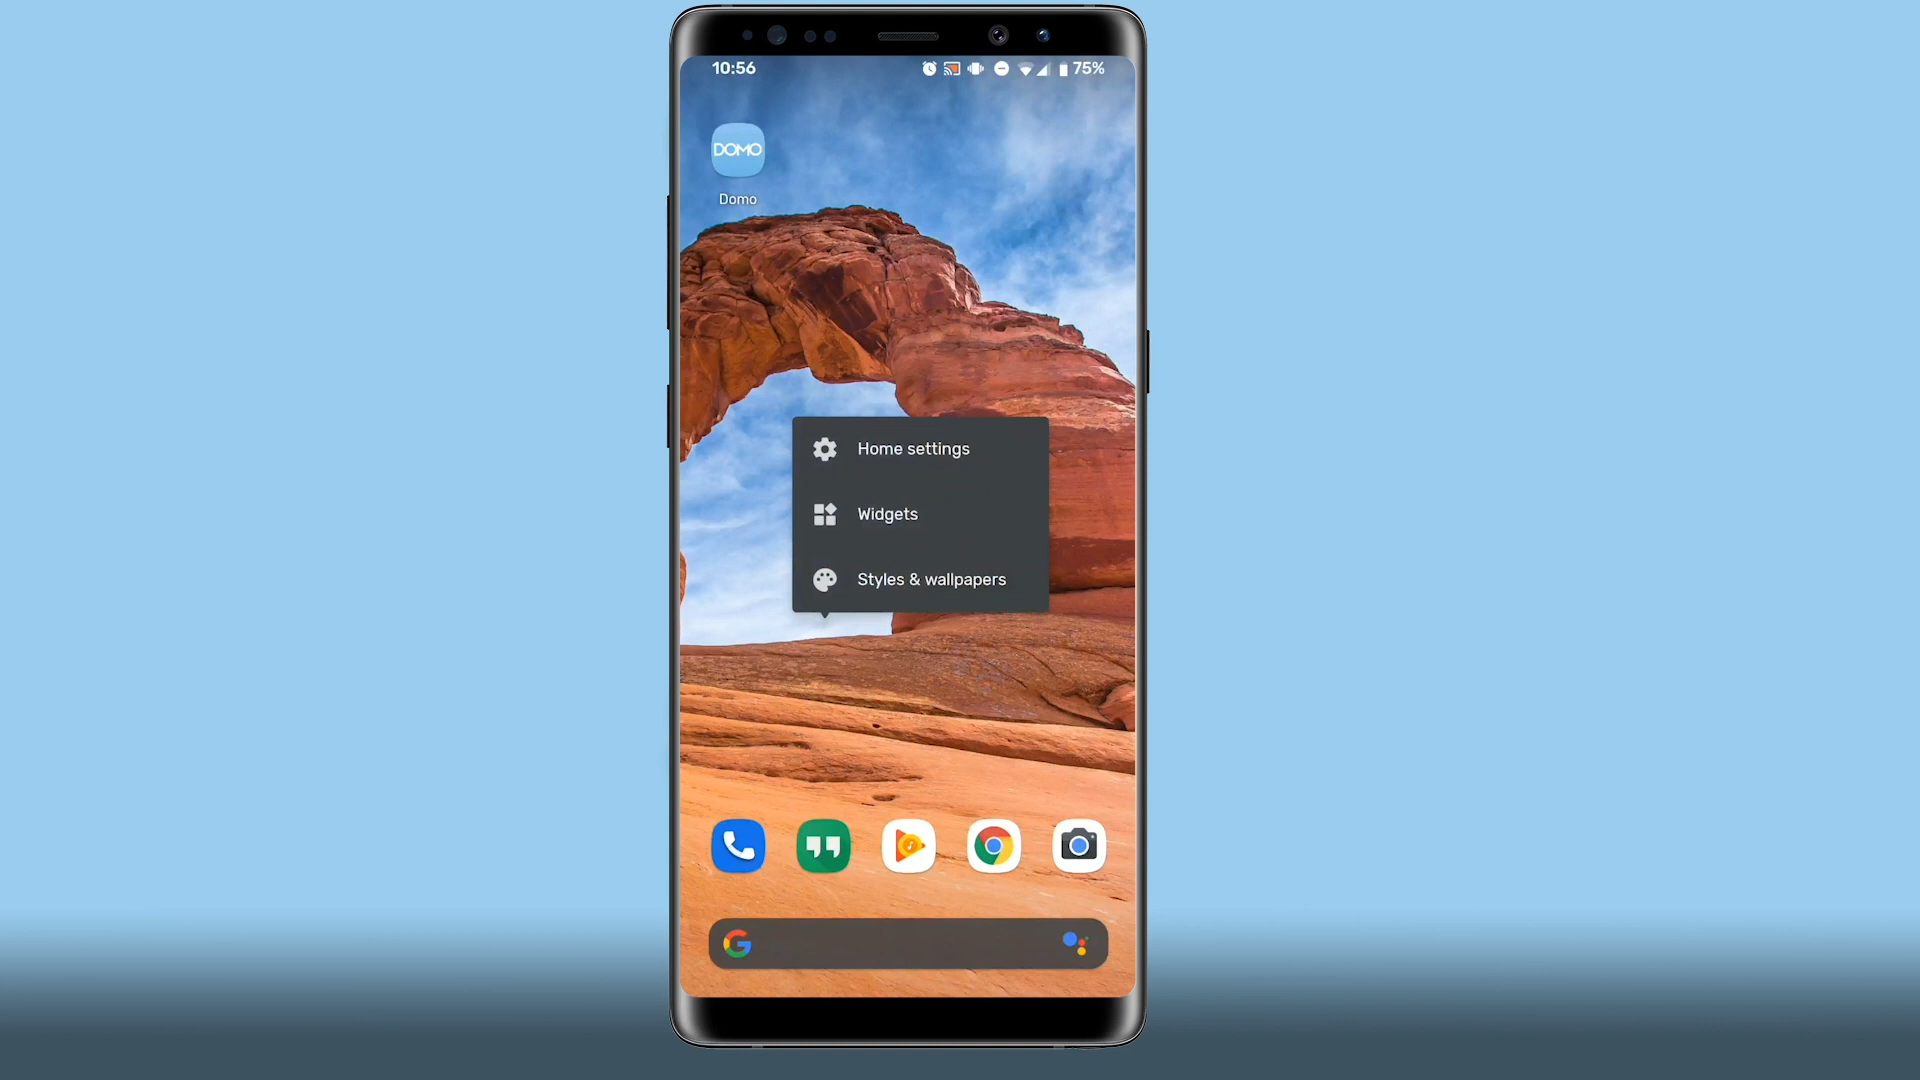 10:56
75%
DOMO
Domo
Home settings
Widgets
Styles & wallpapers